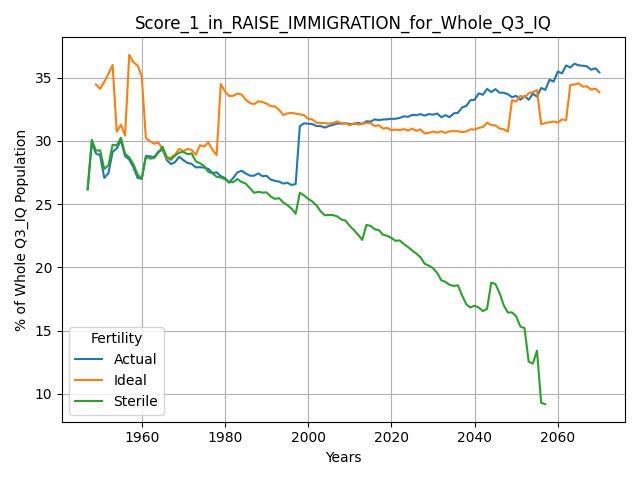 Score_1_in_RAISE_IMMIGRATION_for_Whole_Q3_IQ
% of Whole Q3_IQ Population
35
30
25
20
15
10
Fertility
Actual
Ideal
Sterile
1960 1980 2000 2020 2040 2060
Years